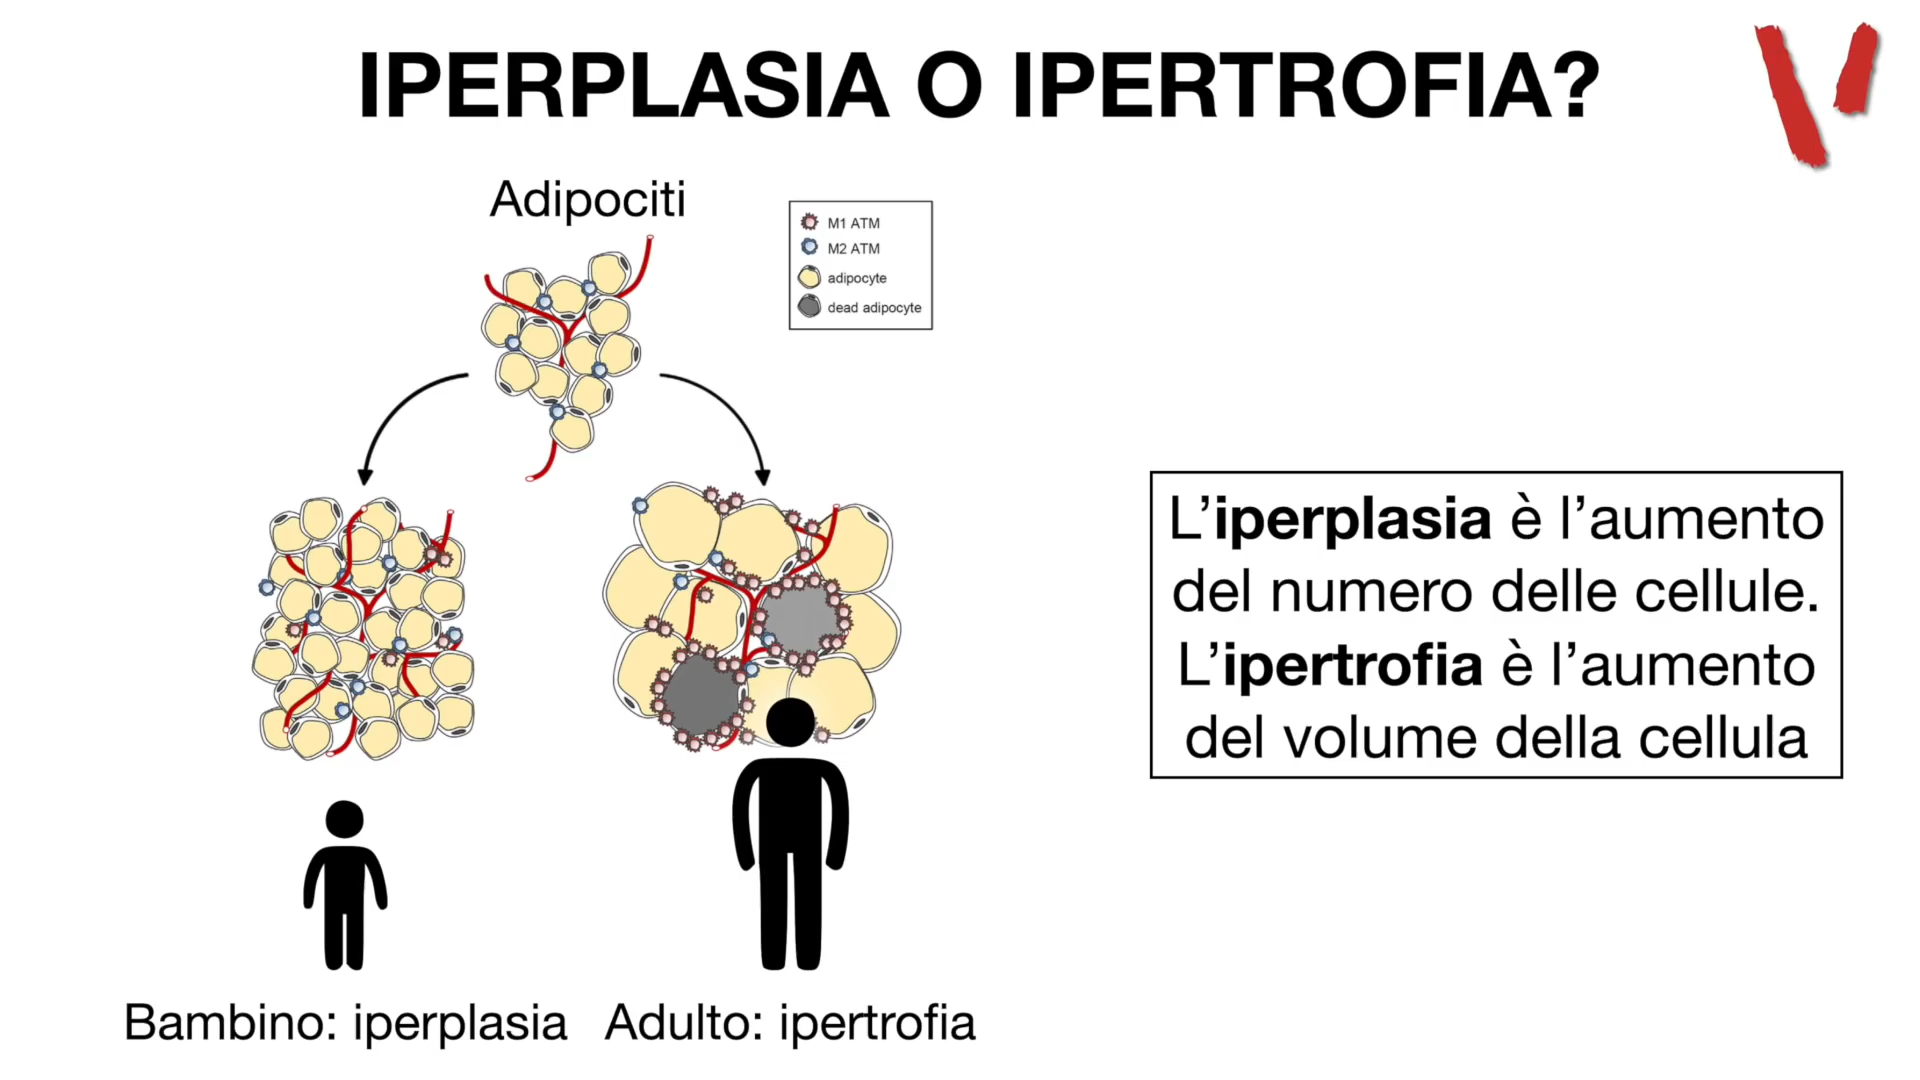 IPERPLASIA O IPERTROFIA?
Adipociti
M1 ATM
M2 ATM
adipocyte
dead adipocyte
L’iperplasia è l’aumento
del numero delle cellule.
L’ipertrofia è l’aumento
del volume della cellula
Bambino: iperplasia
Adulto: ipertrofia